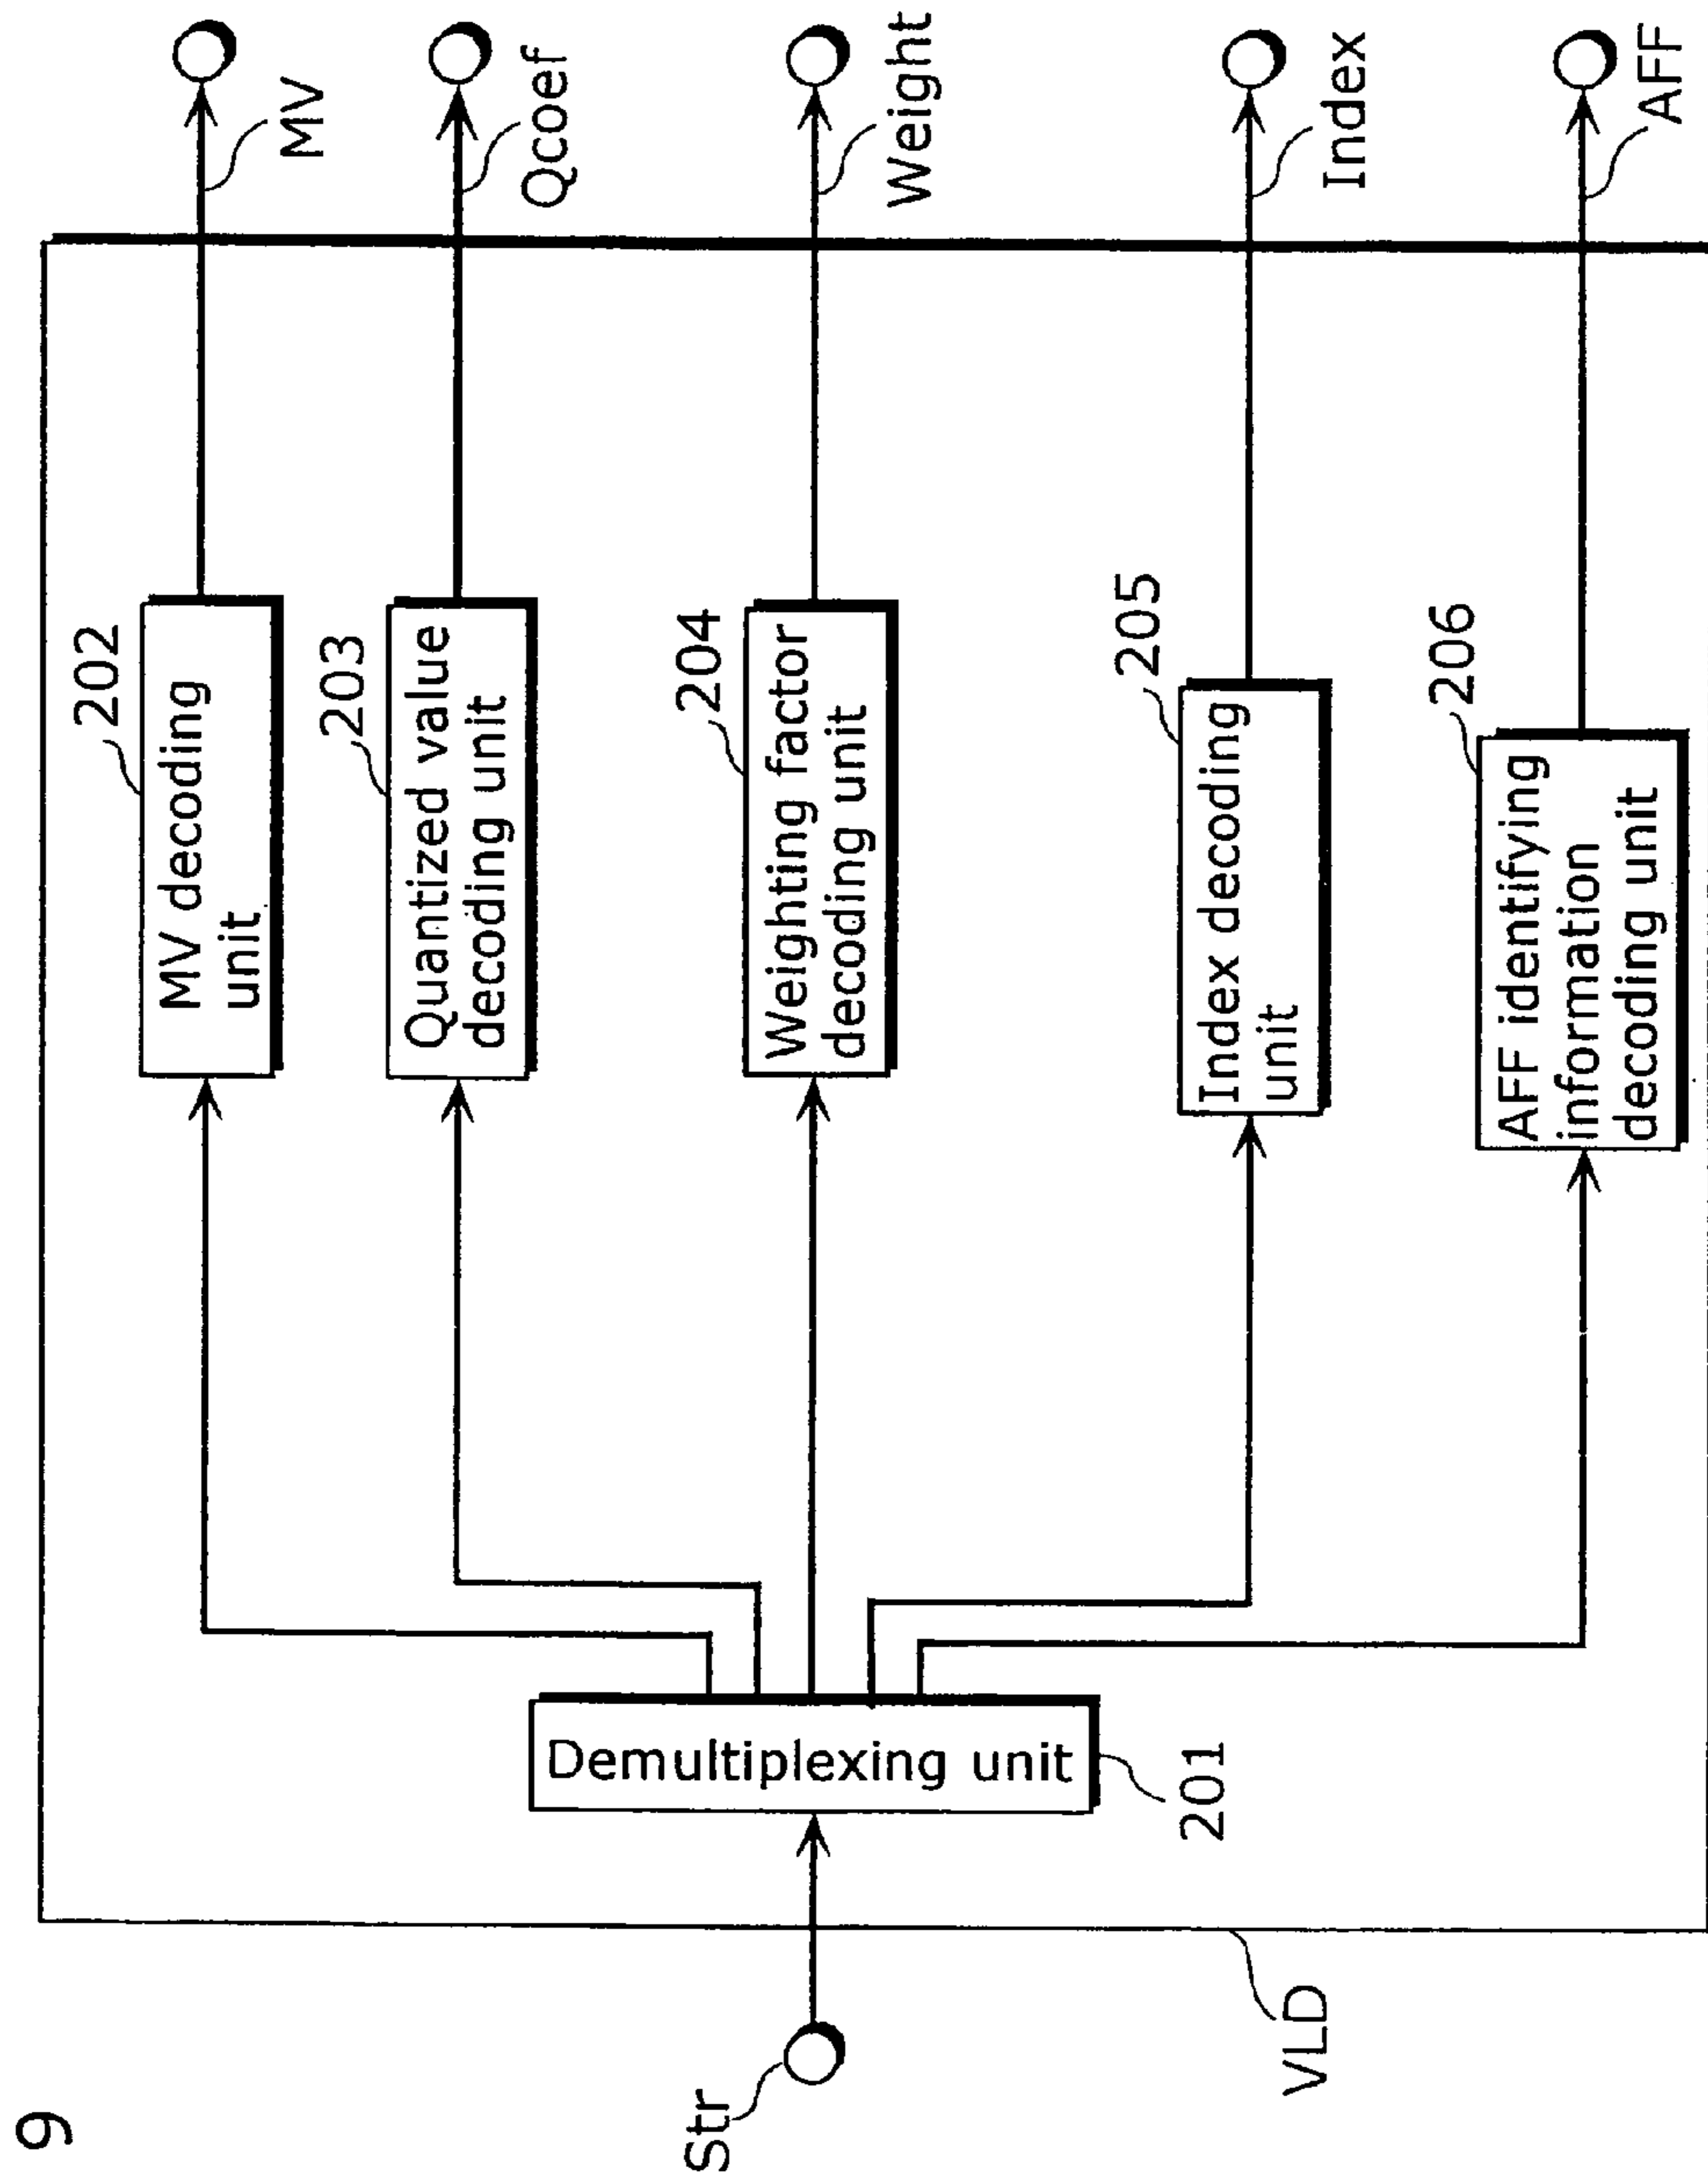 9
Str
VLD
Demultiplexing unit
201
202
MV decoding
unit
MV
203
Quantized value
decoding unit
Qcoef
204
Weighting factor
decoding unit
Weight
205
Index decoding
unit
Index
206
AFF identifying
information
decoding unit
AFF